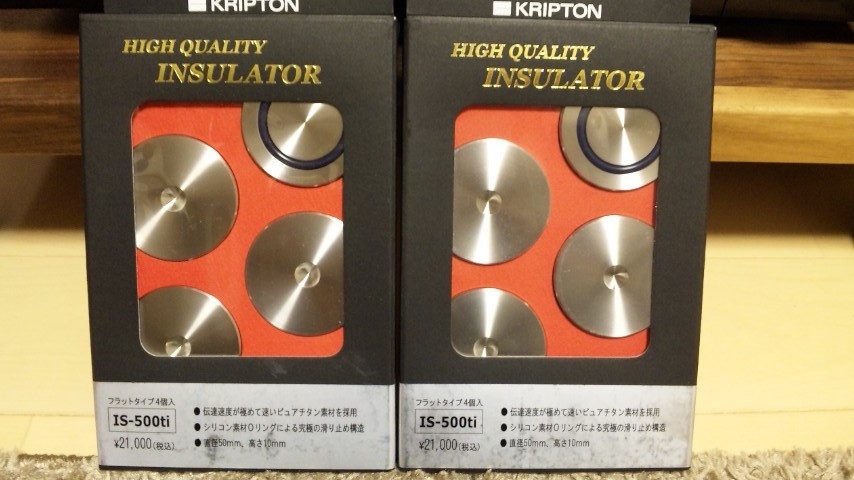 KRIPTON
HIGH QUALITY
INSULATOR
フラットタイプ4個入
IS-500ti
¥21,000(税込)
●伝達速度が極めて速いピュアチタン素材を採用
●シリコン素材Oリングによる究極の滑り止め構造
●直径50mm、高さ10mm
KRIPTON
HIGH QUALITY
INSULATOR
フラットタイプ4個入
IS-500ti
¥21,000(税込)
●伝達速度が極めて速いピュアチタン素材を採用
●シリコン素材Oリングによる究極の滑り止め構造
●直径50mm、高さ10mm